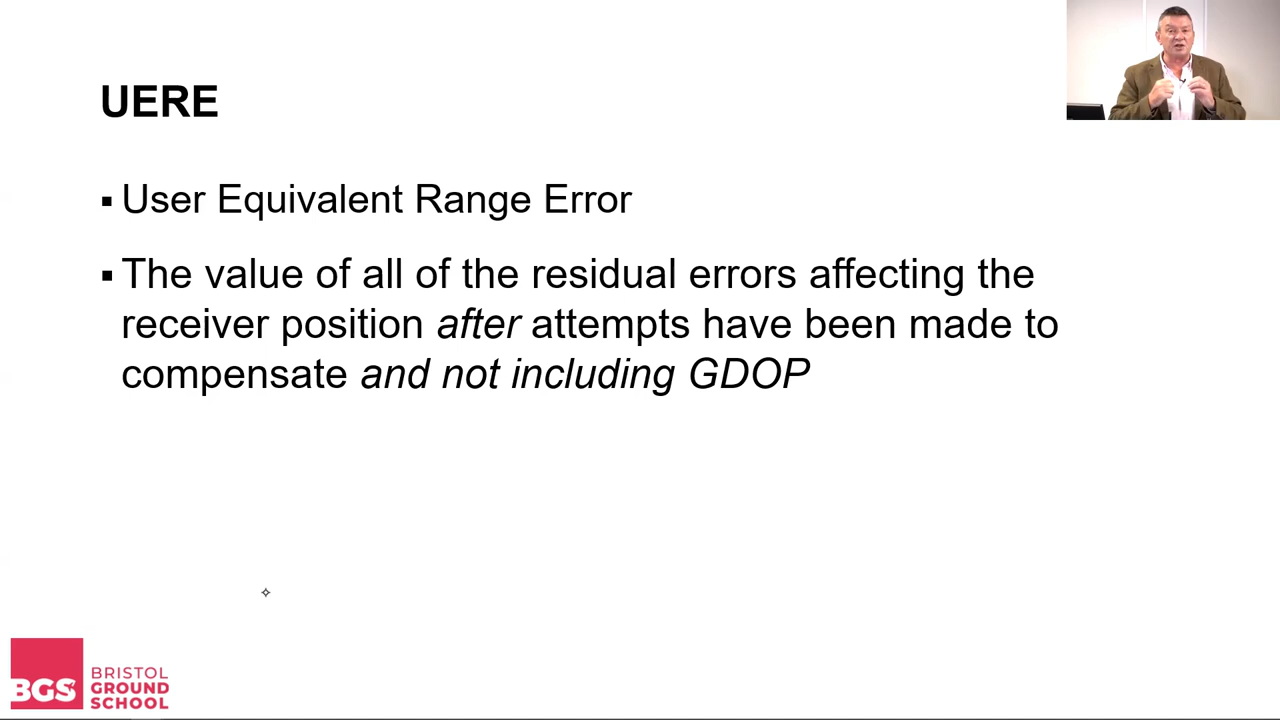 UERE
▪ User Equivalent Range Error
▪ The value of all of the residual errors affecting the
receiver position after attempts have been made to
compensate and not including GDOP
BGS
BRISTOL
GROUND
SCHOOL